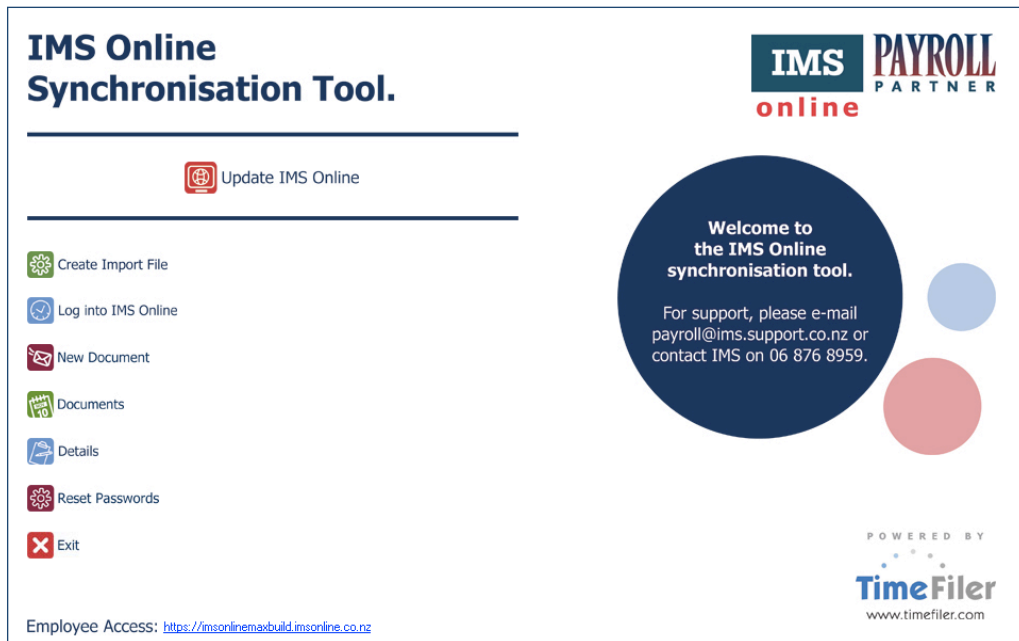 IMS Online
Synchronisation Tool.
IMS
online
PAYROLL
PARTNER
Update IMS Online
Create Import File
Log into IMS Online
New Document
Documents
Details
Reset Passwords
Exit
Welcome to
the IMS Online
synchronisation tool.
For support, please e-mail
payroll@ims.support.co.nz or
contact IMS on 06 876 8959.
POWERED BY
TimeFiler
www.timefiler.com
Employee Access: https://imsonlinemaxbuild.imsonline.co.nz
10